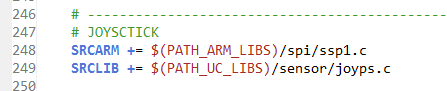 246 # --------------------------------------------
247 # JOYSCTICK
248 SRCARM += $(PATH_ARM_LIBS)/spi/ssp1.c
249 SRCLIB += $(PATH_UC_LIBS)/sensor/joyps.c
250